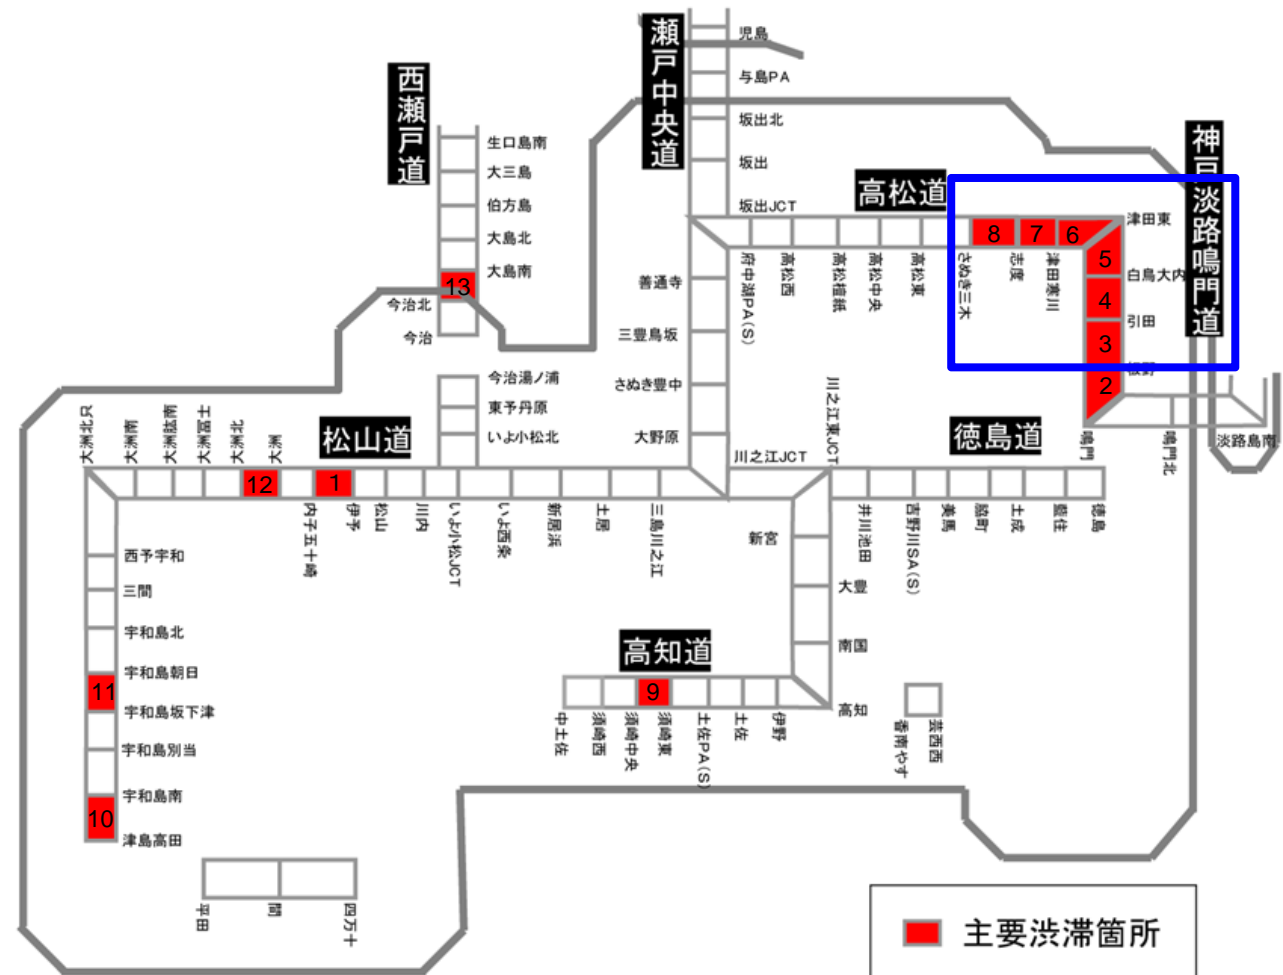 瀬戸中央道
児島
与島PA
坂出北
坂出
坂出JCT
西瀬戸道
生口島南
大三島
伯方島
大島北
大島南
13
今治北
今治
今治湯ノ浦
東予丹原
いよ小松北
神戸淡路鳴門道
高松道
府中湖PA(S)
高松西
高松檀紙
高松中央
高松東
さぬき三木
8
志度
7
津田寒川
6
津田東
5
白鳥大内
4
引田
3
板野
2
鳴門
鳴門北
淡路島南
善通寺
三豊鳥坂
さぬき豊中
大野原
川之江JCT
川之江東JCT
徳島道
井川池田
吉野川SA(S)
美馬
脇町
土成
藍住
徳島
松山道
大洲北只
大洲南
大洲肱南
大洲冨士
大洲北
12
大洲
内子五十崎
1
伊予
松山
川内
いよ小松JCT
いよ西条
新居浜
土居
三島川之江
西予宇和
三間
宇和島北
宇和島朝日
11
宇和島坂下津
宇和島別当
宇和島南
10
津島高田
平田
間
四万十
新宮
大豊
南国
高知
高知道
中土佐
須崎西
須崎中央
9
須崎東
土佐PA(S)
土佐
伊野
香南やす
芸西西
主要渋滞箇所